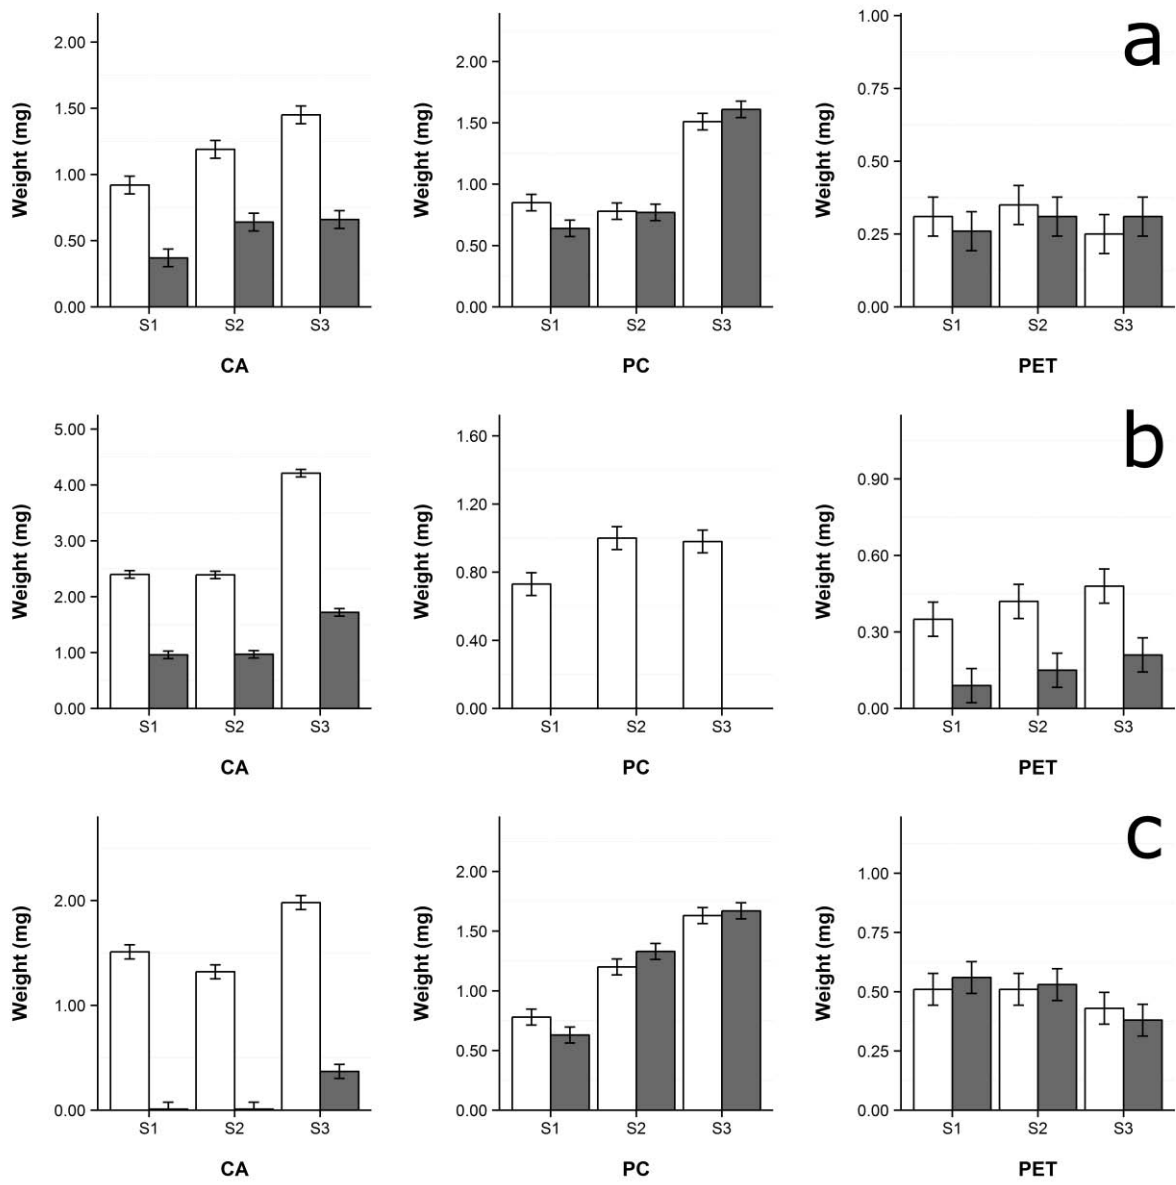 a
Weight (mg)
2.00
1.50
1.00
0.50
0.00
S1 S2 S3
CA
Weight (mg)
2.00
1.50
1.00
0.50
0.00
S1 S2 S3
PC
Weight (mg)
1.00
0.75
0.50
0.25
0.00
S1 S2 S3
PET
b
Weight (mg)
5.00
4.00
3.00
2.00
1.00
0.00
S1 S2 S3
CA
Weight (mg)
1.60
1.20
0.80
0.40
0.00
S1 S2 S3
PC
Weight (mg)
0.90
0.60
0.30
0.00
S1 S2 S3
PET
c
Weight (mg)
2.00
1.00
0.00
S1 S2 S3
CA
Weight (mg)
2.00
1.50
1.00
0.50
0.00
S1 S2 S3
PC
Weight (mg)
1.00
0.75
0.50
0.25
0.00
S1 S2 S3
PET